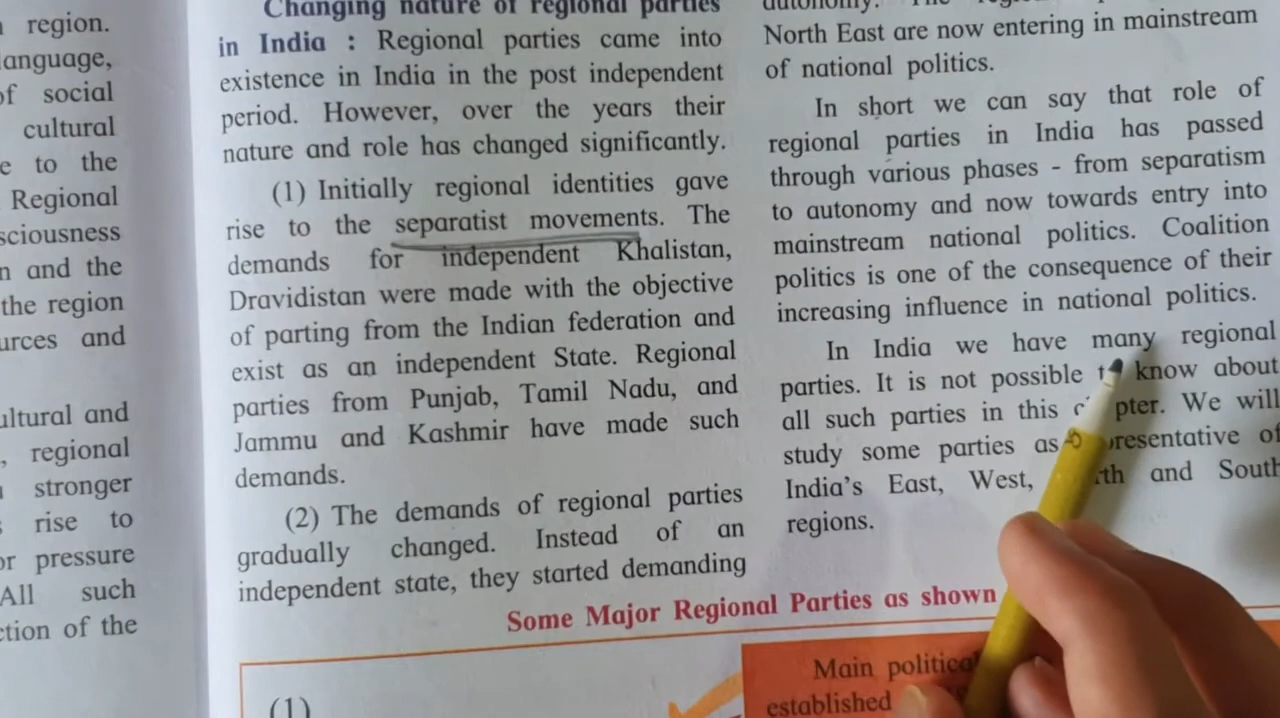 region.
language,
of social
cultural
e to the
Regional
sciousness
n and the
the region
urces and
ultural and
, regional
stronger
rise to
or pressure
All such
ction of the
Changing nature of regional parties
in India : Regional parties came into
existence in India in the post independent
period. However, over the years their
nature and role has changed significantly.
(1) Initially regional identities gave
rise to the separatist movements. The
demands for independent Khalistan,
Dravidistan were made with the objective
of parting from the Indian federation and
exist as an independent State. Regional
parties from Punjab, Tamil Nadu, and
Jammu and Kashmir have made such
demands.
(2) The demands of regional parties
gradually changed. Instead of an
independent state, they started demanding
autonomy. The
North East are now entering in mainstream
of national politics.
In short we can say that role of
regional parties in India has passed
through various phases - from separatism
to autonomy and now towards entry into
mainstream national politics. Coalition
politics is one of the consequence of their
increasing influence in national politics.
In India we have many regional
parties. It is not possible know about
all such parties in this pter. We will
study some parties as resentative of
India's East, West, rth and South
regions.
Some Major Regional Parties as shown
(1)
Main political
established